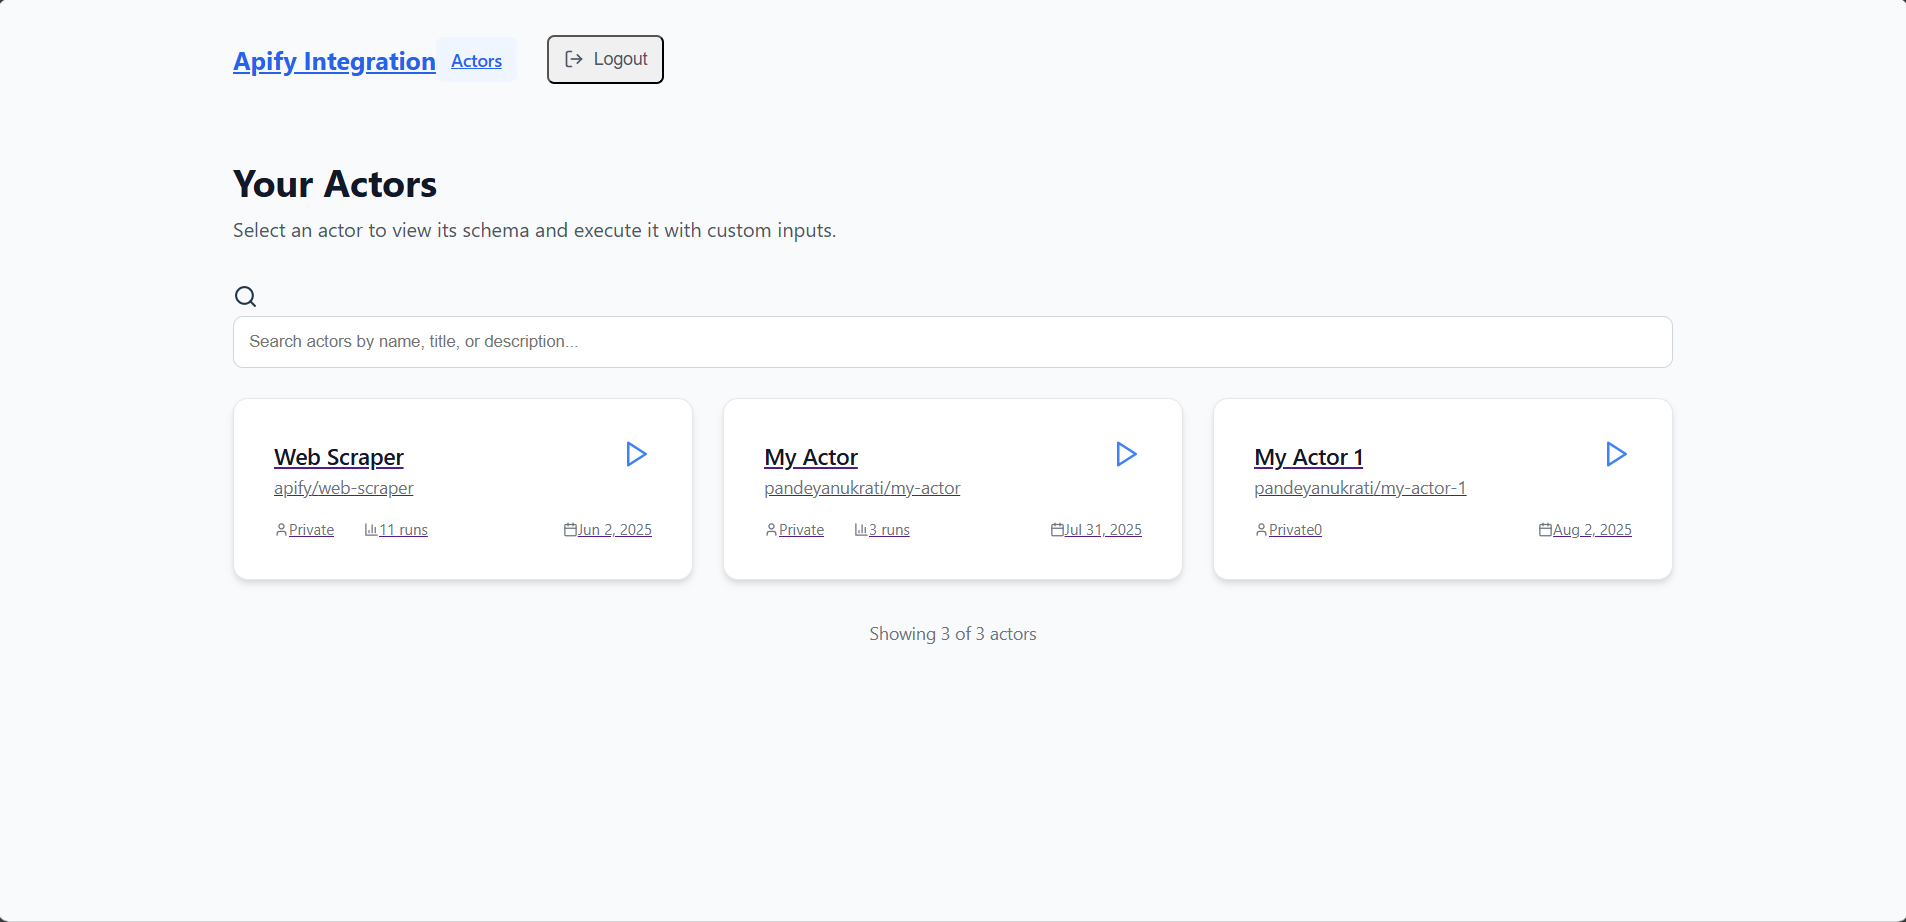 Apify Integration Actors Logout
Your Actors
Select an actor to view its schema and execute it with custom inputs.
Search actors by name, title, or description...
Web Scraper
apify/web-scraper
Private 11 runs Jun 2, 2025
My Actor
pandeyanukrati/my-actor
Private 3 runs Jul 31, 2025
My Actor 1
pandeyanukrati/my-actor-1
Private0 Aug 2, 2025
Showing 3 of 3 actors